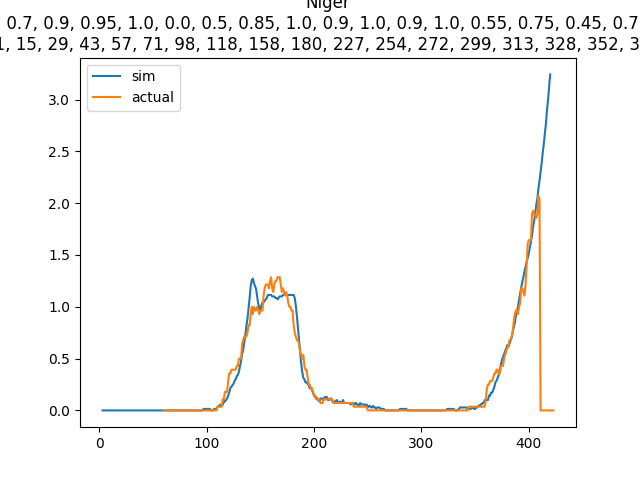 Niger
0.7, 0.9, 0.95, 1.0, 0.0, 0.5, 0.85, 1.0, 0.9, 1.0, 0.9, 1.0, 0.55, 0.75, 0.45, 0.7
15, 29, 43, 57, 71, 98, 118, 158, 180, 227, 254, 272, 299, 313, 328, 352,
sim
actual
3.0
2.5
2.0
1.5
1.0
0.5
0.0
0 100 200 300 400